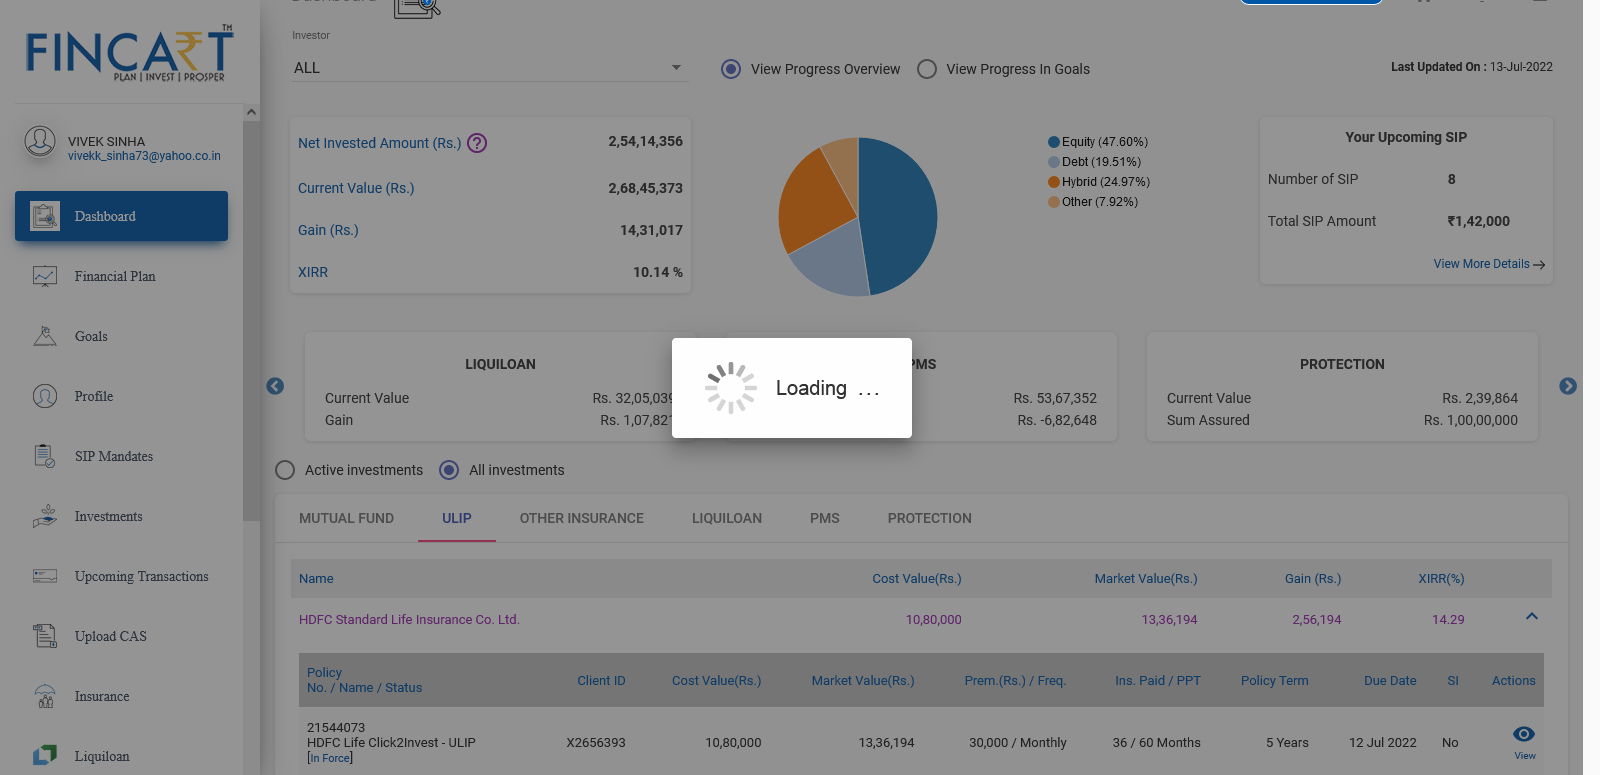 FINCART
TM
PLAN | INVEST | PROSPER
VIVEK SINHA
vivekk_sinha73@yahoo.co.in
Dashboard
Financial Plan
Goals
Profile
SIP Mandates
Investments
Upcoming Transactions
Upload CAS
Insurance
Liquiloan
Dashboard
Investor
ALL
View Progress Overview
View Progress In Goals
Last Updated On : 13-Jul-2022
Net Invested Amount (Rs.) ? 2,54,14,356
Current Value (Rs.) 2,68,45,373
Gain (Rs.) 14,31,017
XIRR 10.14 %
Equity (47.60%)
Debt (19.51%)
Hybrid (24.97%)
Other (7.92%)
Your Upcoming SIP
Number of SIP 8
Total SIP Amount ₹1,42,000
View More Details
LIQUILOAN
Current Value Rs. 32,05,039
Gain Rs. 1,07,821
Loading ...
PMS
Rs. 53,67,352
Rs. -6,82,648
PROTECTION
Current Value Rs. 2,39,864
Sum Assured Rs. 1,00,00,000
Active investments All investments
MUTUAL FUND ULIP OTHER INSURANCE LIQUILOAN PMS PROTECTION
Name Cost Value(Rs.) Market Value(Rs.) Gain (Rs.) XIRR(%)
HDFC Standard Life Insurance Co. Ltd. 10,80,000 13,36,194 2,56,194 14.29
Policy
No. / Name / Status Client ID Cost Value(Rs.) Market Value(Rs.) Prem.(Rs.) / Freq. Ins. Paid / PPT Policy Term Due Date SI Actions
21544073
HDFC Life Click2Invest - ULIP X2656393 10,80,000 13,36,194 30,000 / Monthly 36 / 60 Months 5 Years 12 Jul 2022 No
[In Force] View